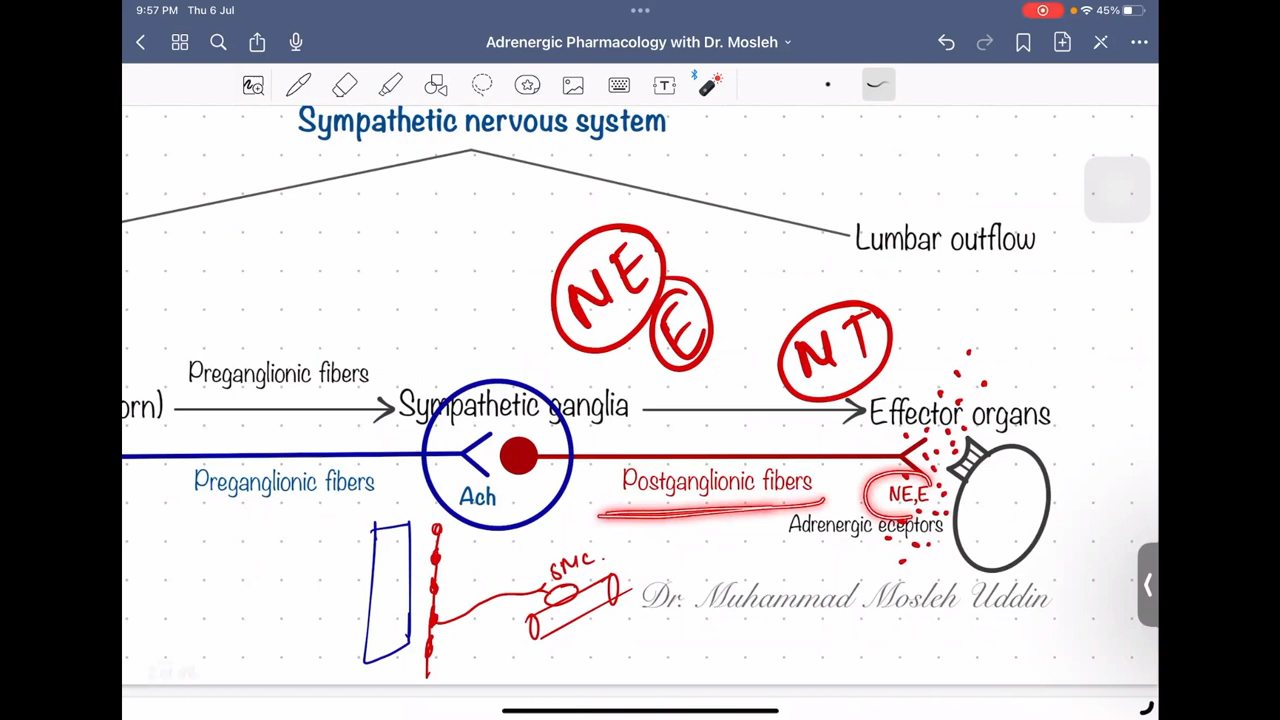 9:57 PM Thu 6 Jul
45%
Adrenergic Pharmacology with Dr. Mosleh
Sympathetic nervous system
Lumbar outflow
NE
E
NT
Preganglionic fibers
orn)
Sympathetic ganglia
Effector organs
Preganglionic fibers
Ach
Postganglionic fibers
NE,E
Adrenergic eceptors
SMC.
Dr. Muhammad Mosleh Uddin